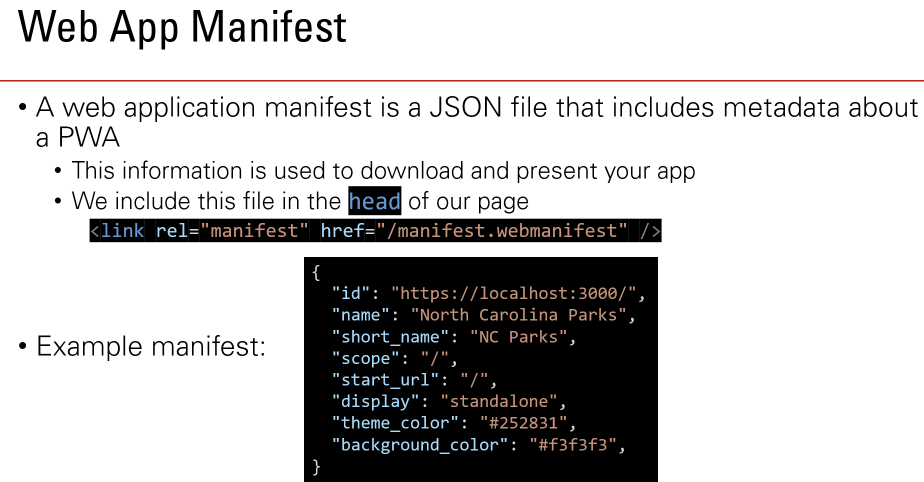 Web App Manifest
• A web application manifest is a JSON file that includes metadata about
a PWA
• This information is used to download and present your app
• We include this file in the head of our page
<link rel="manifest" href="/manifest.webmanifest" />
• Example manifest:
{
"id": "https://localhost:3000/",
"name": "North Carolina Parks",
"short_name": "NC Parks",
"scope": "/",
"start_url": "/",
"display": "standalone",
"theme_color": "#252831",
"background_color": "#f3f3f3",
}